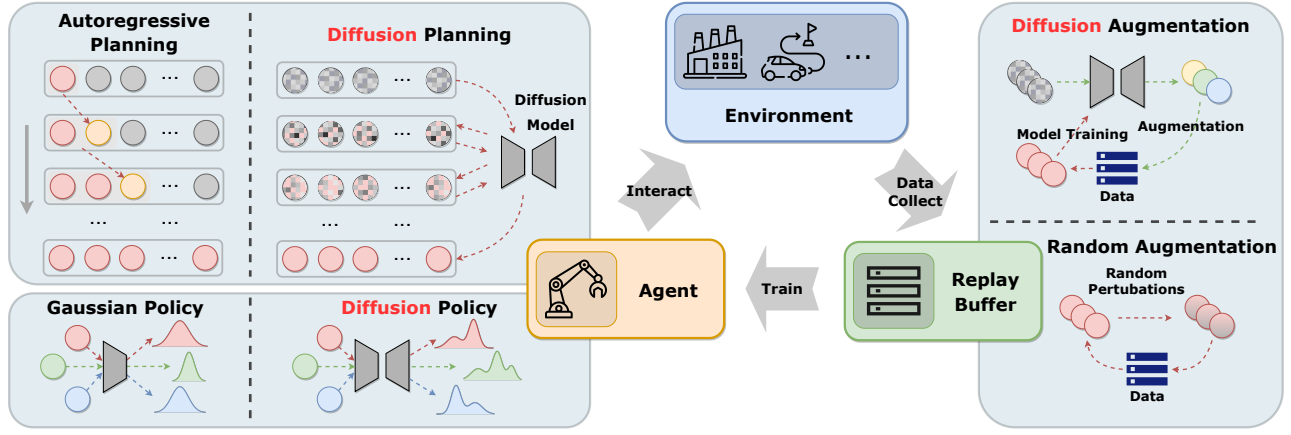 Autoregressive
Planning
...
...
...
... ...
...
Diffusion Planning
...
...
...
... ...
...
Diffusion
Model
Gaussian Policy
Diffusion Policy
...
Environment
Interact
Data
Collect
Agent
Train
Replay
Buffer
Diffusion Augmentation
Model Training
Augmentation
Data
Random Augmentation
Random
Pertubations
Data